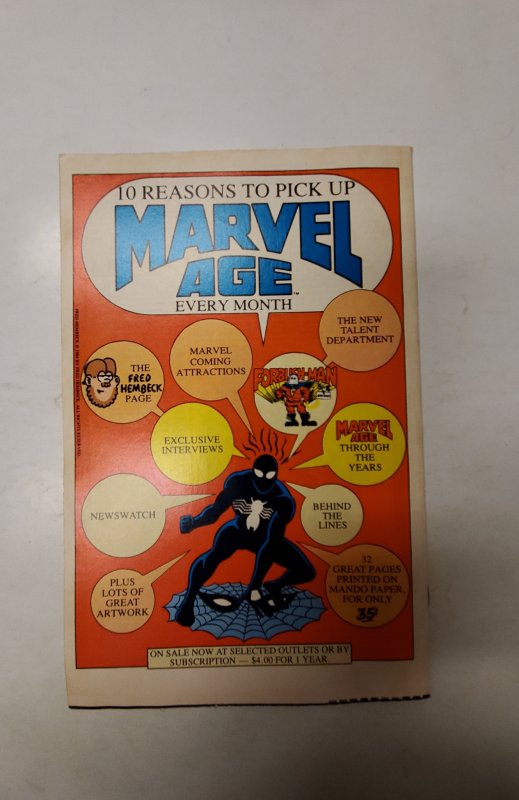 10 REASONS TO PICK UP
MARVEL
AGE™
EVERY MONTH
THE NEW
TALENT
DEPARTMENT
MARVEL
COMING
ATTRACTIONS
THE
FRED
HEMBECK
PAGE
FORBUSH-MAN
EXCLUSIVE
INTERVIEWS
MARVEL
AGE
THROUGH
THE
YEARS
NEWSWATCH
BEHIND
THE
LINES
PLUS
LOTS OF
GREAT
ARTWORK
32
GREAT PAGES
PRINTED ON
MANDO PAPER,
FOR ONLY
35¢
ON SALE NOW AT SELECTED OUTLETS OR BY
SUBSCRIPTION — $4.00 FOR 1 YEAR.